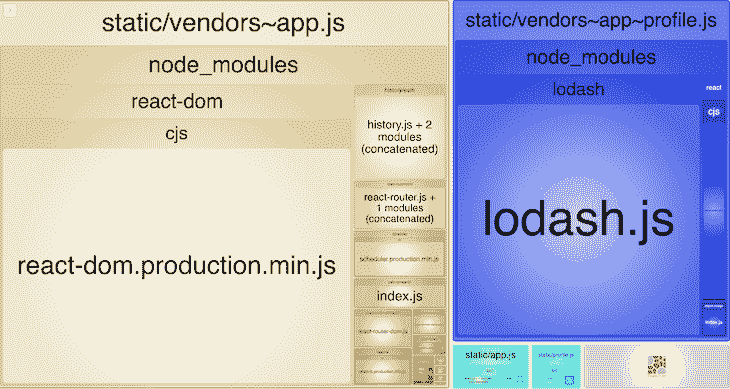 static/vendors~app.js
node_modules
react-dom
cjs
react-dom.production.min.js
history.js + 2
modules
(concatenated)
react-router.js +
1 modules
(concatenated)
scheduler.production.min.js
index.js
react-router-dom.js
static/vendors~app~profile.js
node_modules
lodash
lodash.js
react
cjs
index.js
static/app.js
static/profile.js